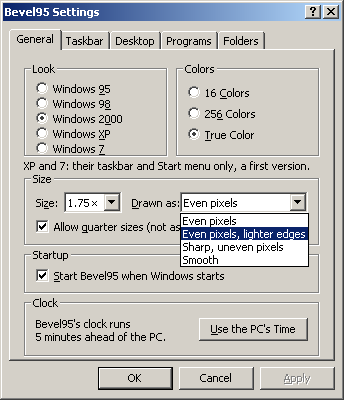 Bevel95 Settings
General
Taskbar
Desktop
Programs
Folders
Look
Windows 95
Windows 98
Windows 2000
Windows XP
Windows 7
Colors
16 Colors
256 Colors
True Color
XP and 7: their taskbar and Start menu only, a first version.
Size
Size: 1.75× Drawn as: Even pixels
Even pixels
Even pixels, lighter edges
Sharp, uneven pixels
Smooth
Allow quarter sizes (not as
Startup
Start Bevel95 when Windows starts
Clock
Bevel95's clock runs
5 minutes ahead of the PC.
Use the PC's Time
OK
Cancel
Apply